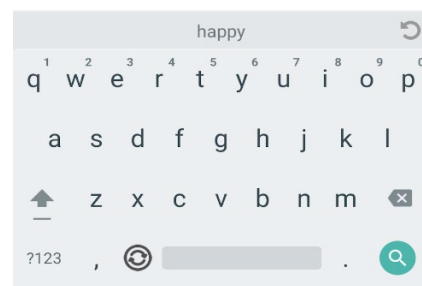 happy
1 2 3 4 5 6 7 8 9 0
q w e r t y u i o p
a s d f g h j k l
z x c v b n m
?123 , .